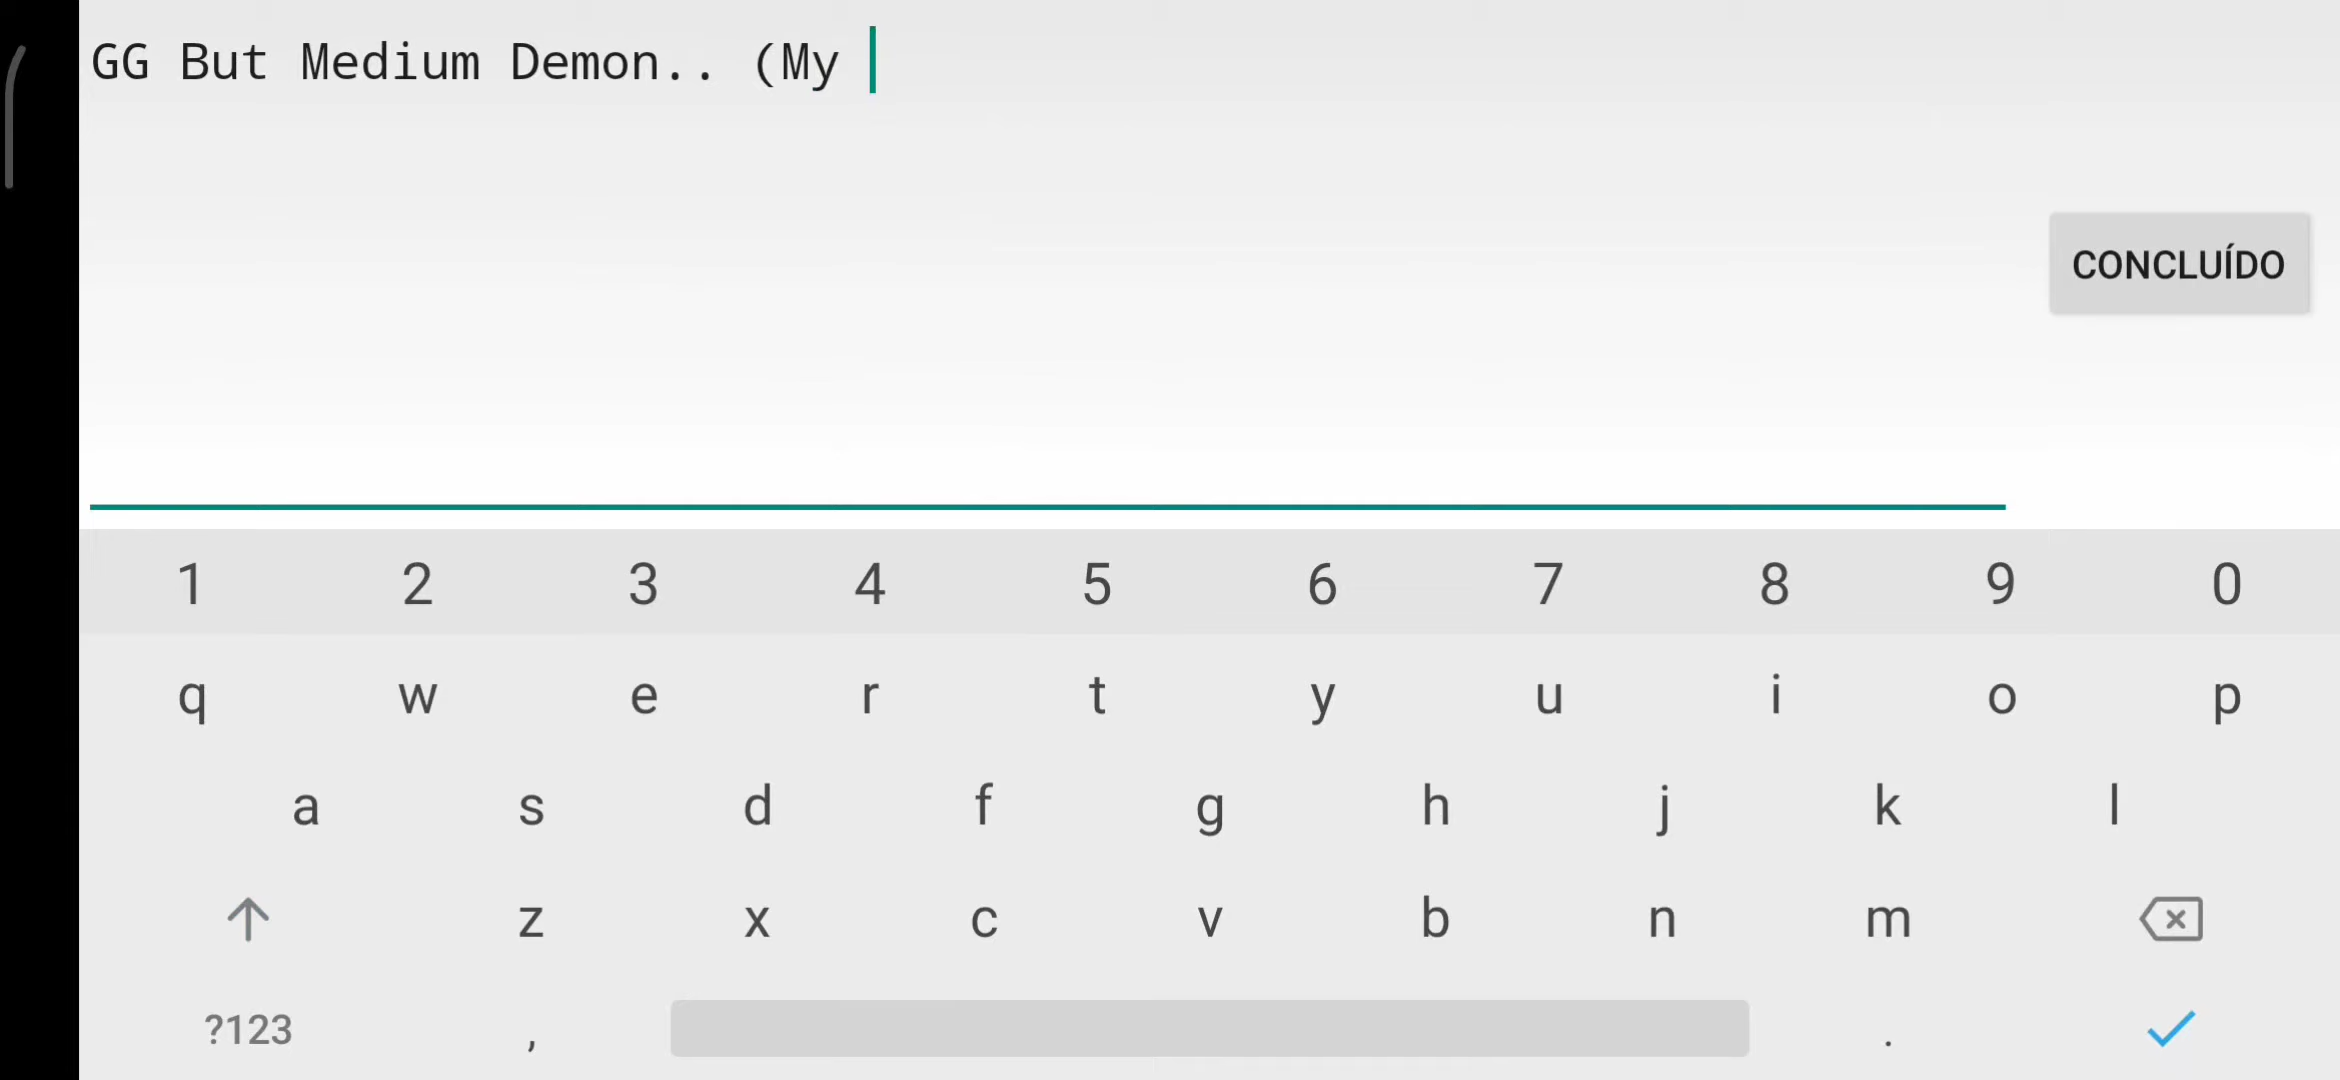 GG But Medium Demon.. (My
CONCLUÍDO
1 2 3 4 5 6 7 8 9 0
q w e r t y u i o p
a s d f g h j k l
z x c v b n m
?123 , .